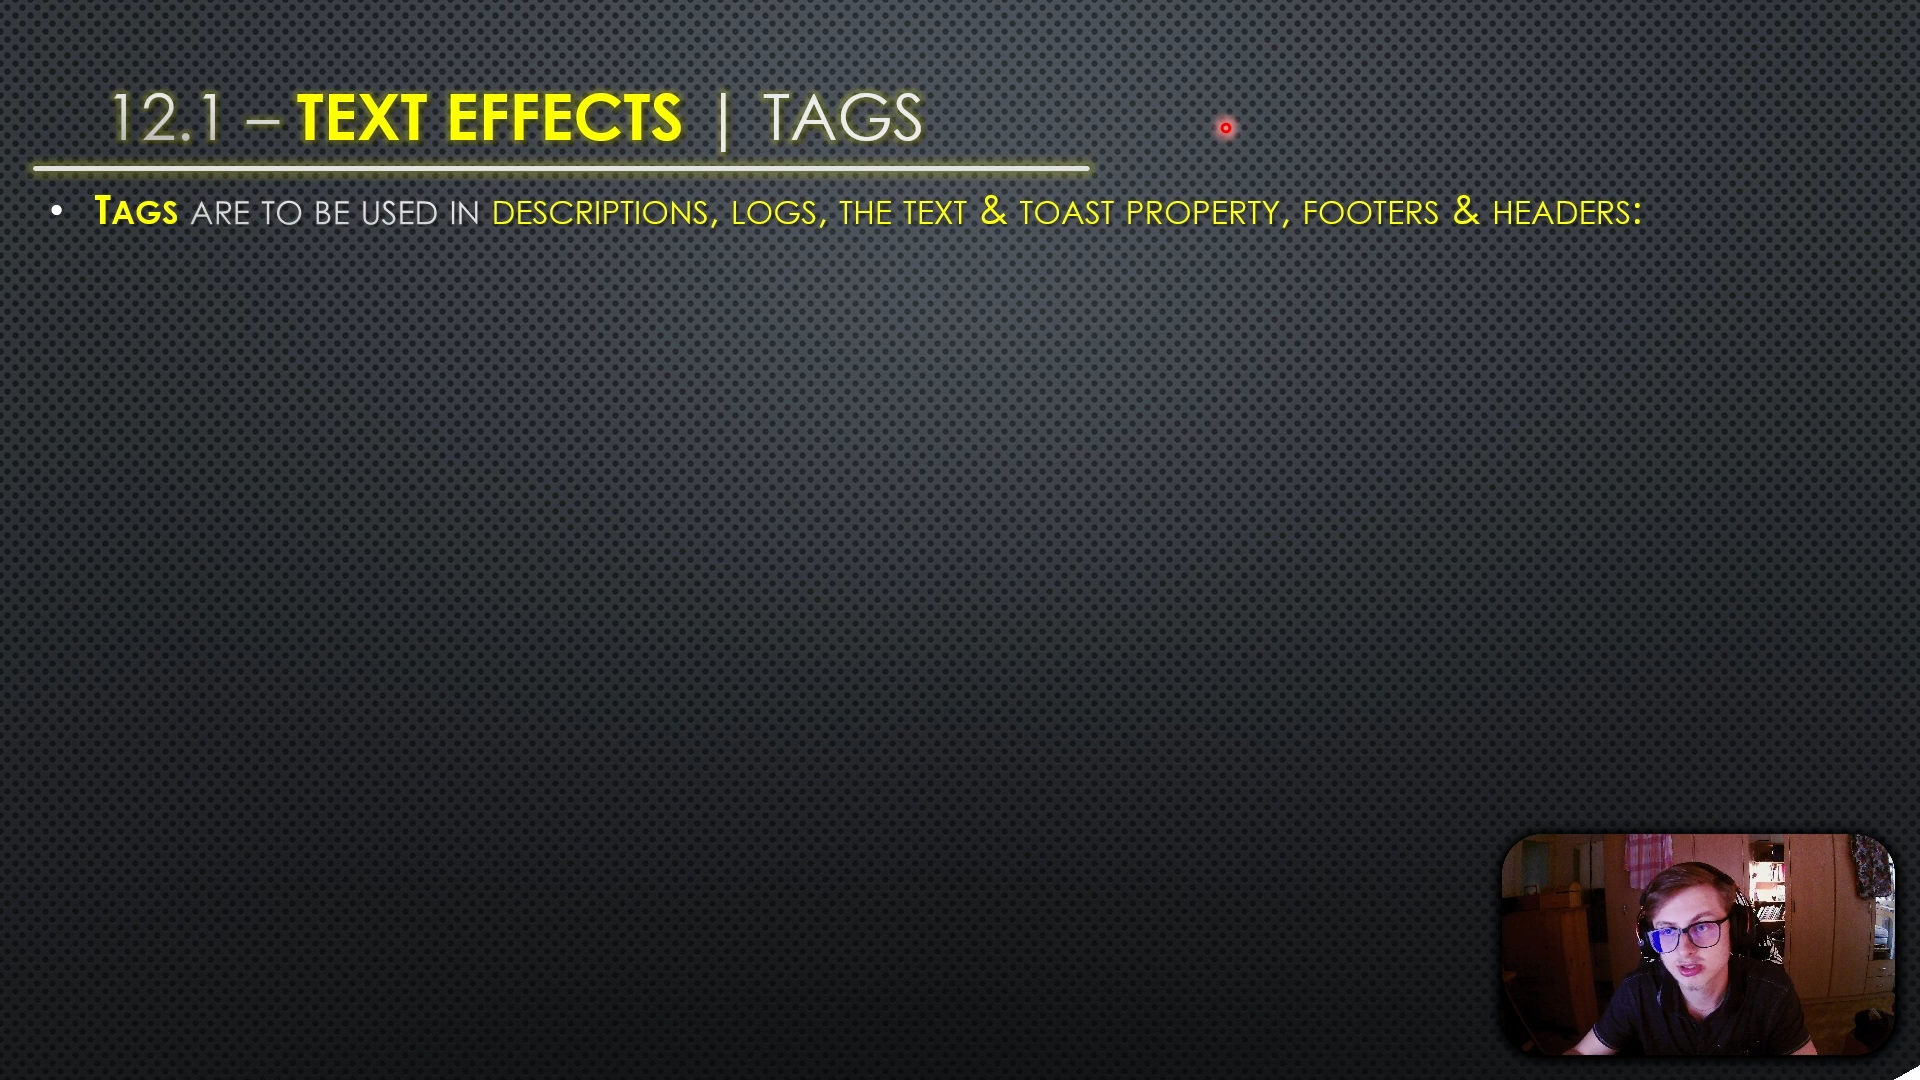 12.1 – TEXT EFFECTS | TAGS
• TAGS ARE TO BE USED IN DESCRIPTIONS, LOGS, THE TEXT & TOAST PROPERTY, FOOTERS & HEADERS: